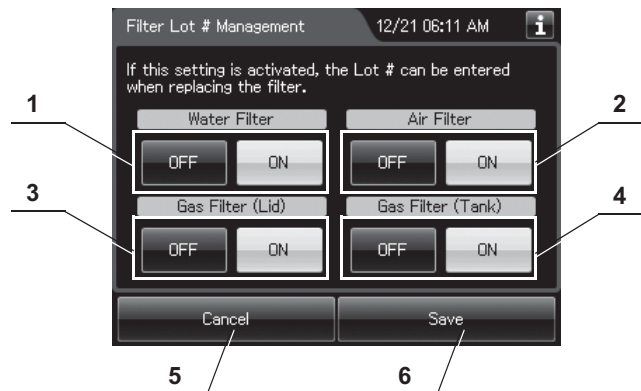 Filter Lot # Management 12/21 06:11 AM i
If this setting is activated, the Lot # can be entered
when replacing the filter.
1 Water Filter Air Filter 2
OFF ON OFF ON
3 Gas Filter (Lid) Gas Filter (Tank) 4
OFF ON OFF ON
Cancel Save
5 6